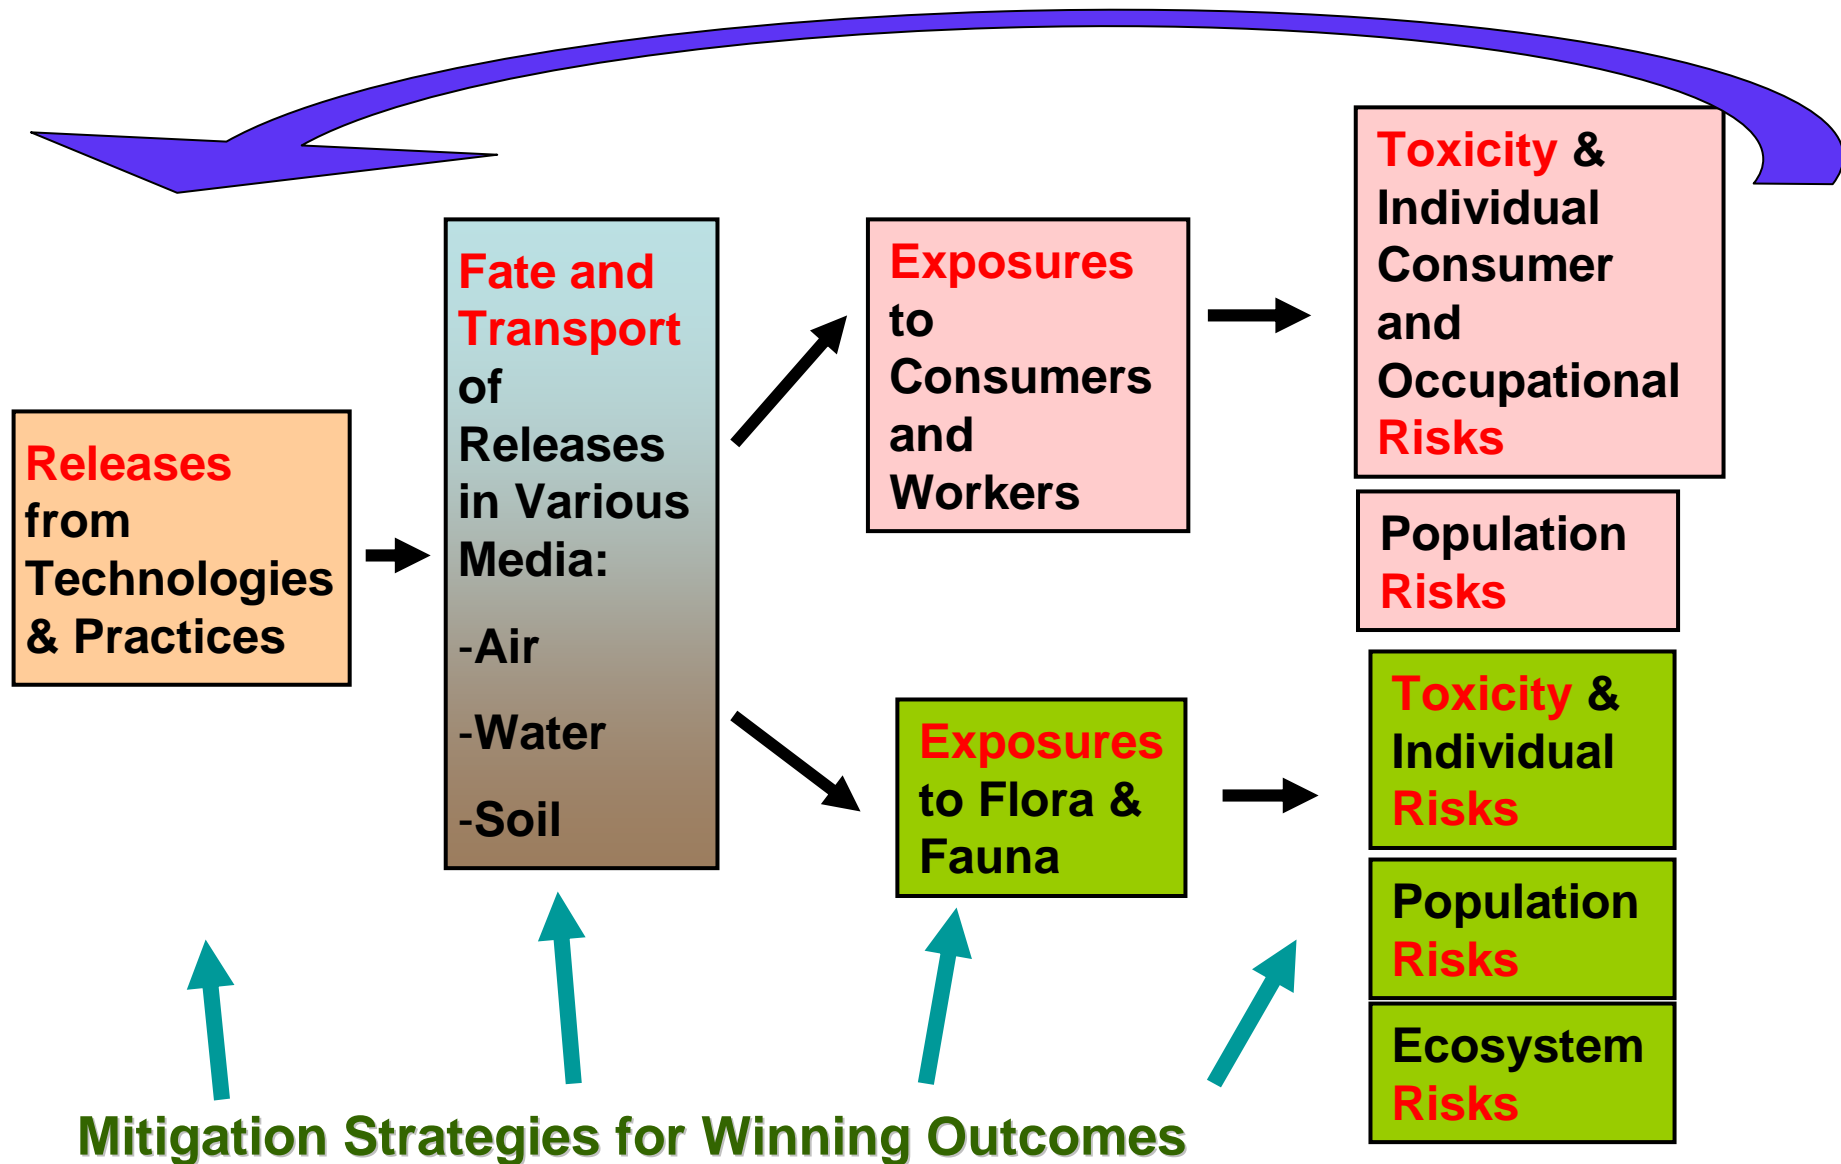 Releases
from
Technologies
& Practices
Fate and
Transport
of
Releases
in Various
Media:
-Air
-Water
-Soil
Exposures
to
Consumers
and
Workers
Toxicity &
Individual
Consumer
and
Occupational
Risks
Population
Risks
Exposures
to Flora &
Fauna
Toxicity &
Individual
Risks
Population
Risks
Ecosystem
Risks
Mitigation Strategies for Winning Outcomes